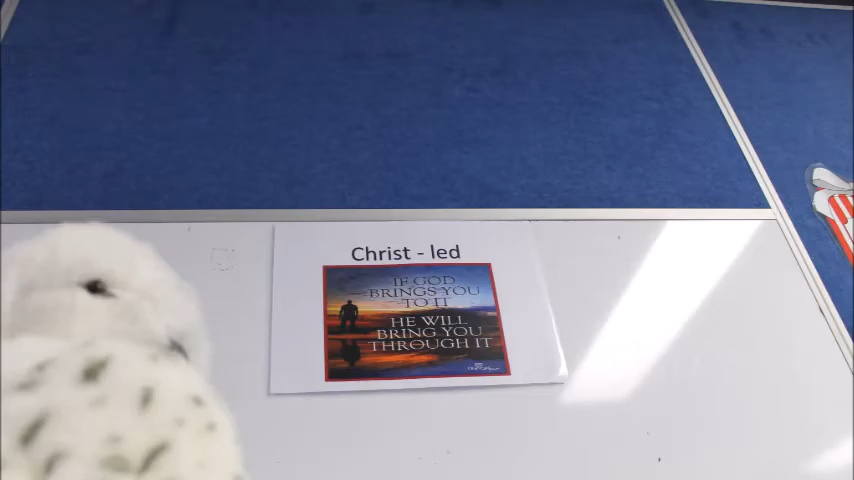 Christ - led
IF GOD
BRINGS YOU
TO IT
HE WILL
BRING YOU
THROUGH IT